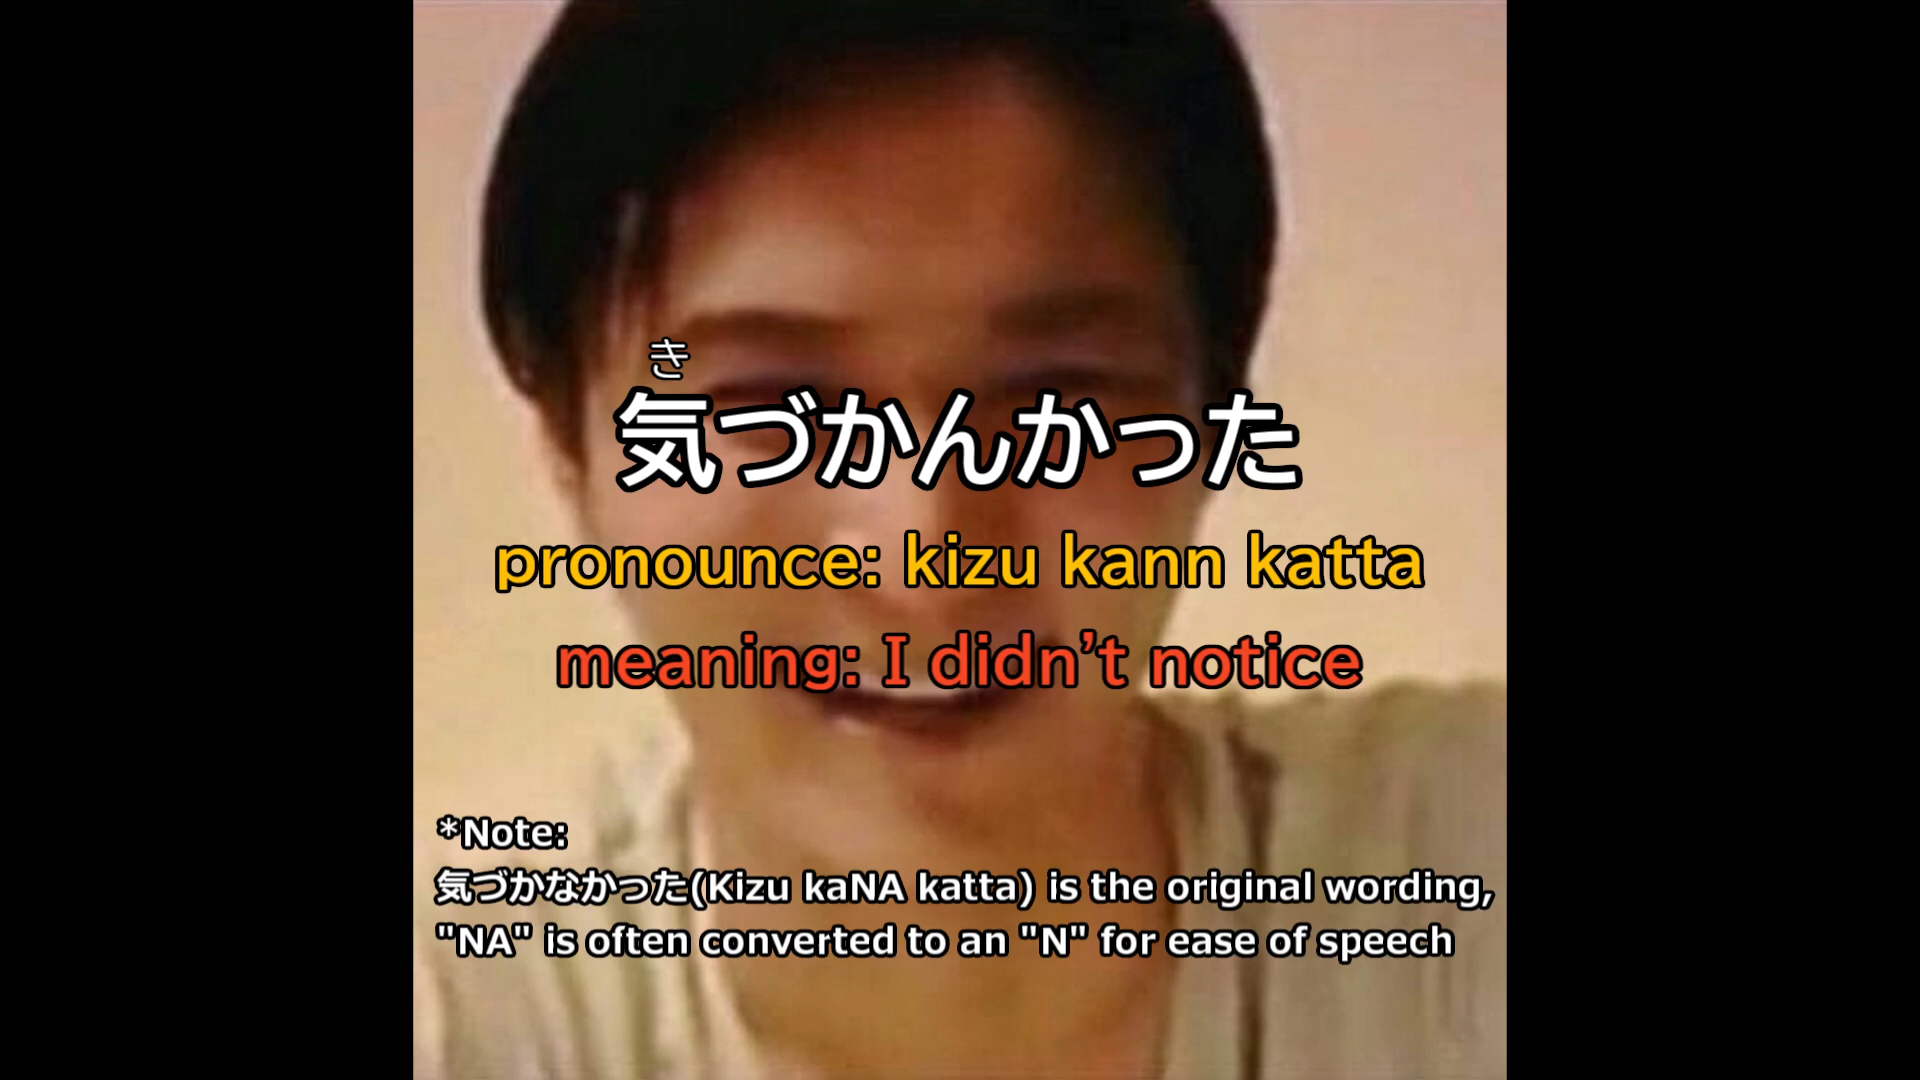 き
気づかんかった
pronounce: kizu kann katta
meaning: I didn't notice
*Note:
気づかなかった(Kizu kaNA katta) is the original wording,
"NA" is often converted to an "N" for ease of speech